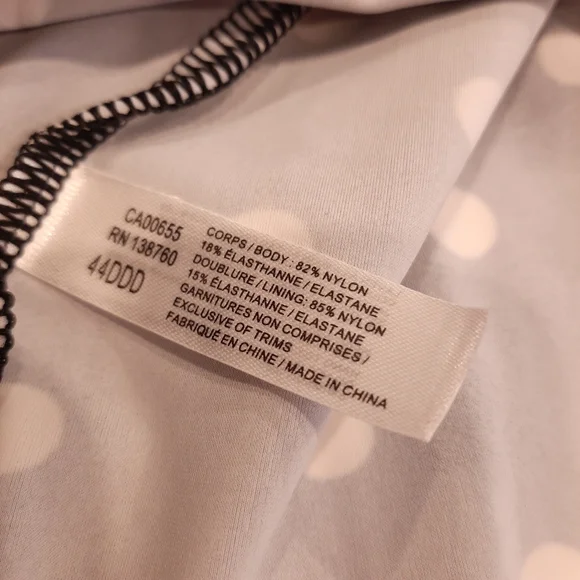 CA00655
RN 138760
44DDD
CORPS / BODY : 82% NYLON
18% ÉLASTHANNE / ELASTANE
DOUBLURE / LINING: 85% NYLON
15% ÉLASTHANNE / ELASTANE
GARNITURES NON COMPRISES /
EXCLUSIVE OF TRIMS
FABRIQUÉ EN CHINE / MADE IN CHINA